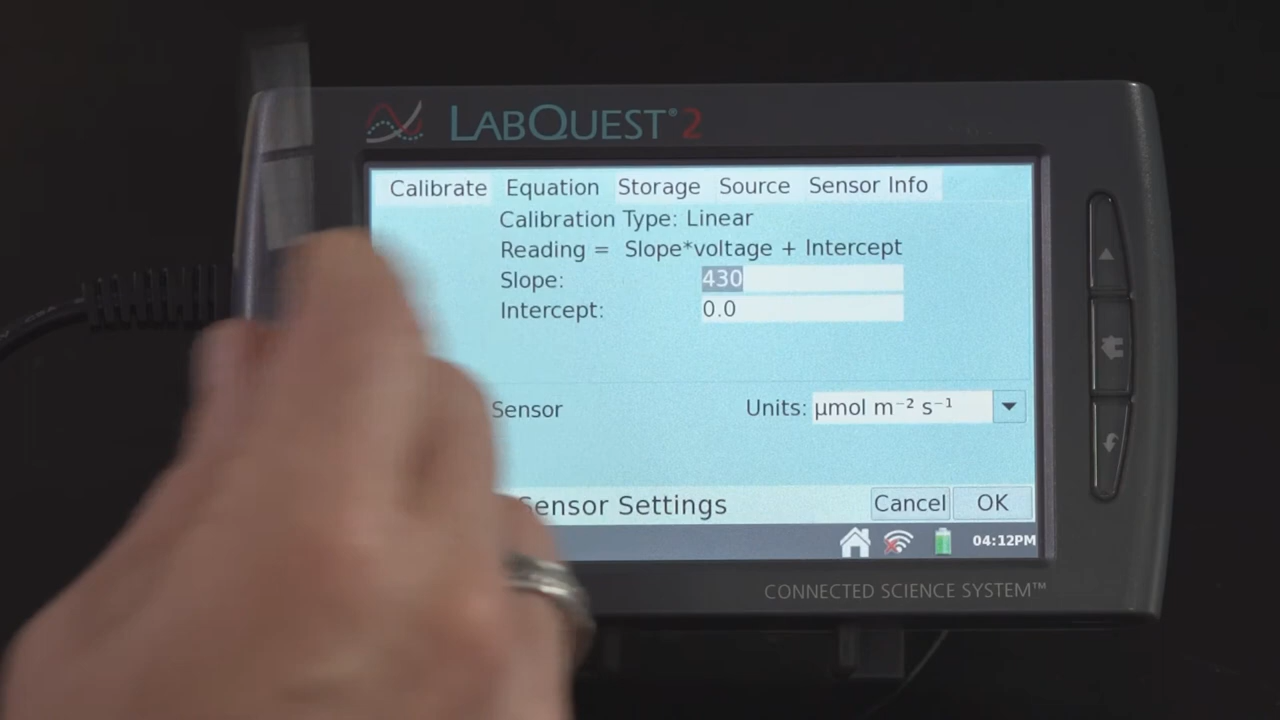 LABQUEST® 2
Calibrate Equation Storage Source Sensor Info
Calibration Type: Linear
Reading = Slope*voltage + Intercept
Slope: 430
Intercept: 0.0
Sensor Units: μmol m⁻² s⁻¹
Sensor Settings Cancel OK
04:12PM
CONNECTED SCIENCE SYSTEM™